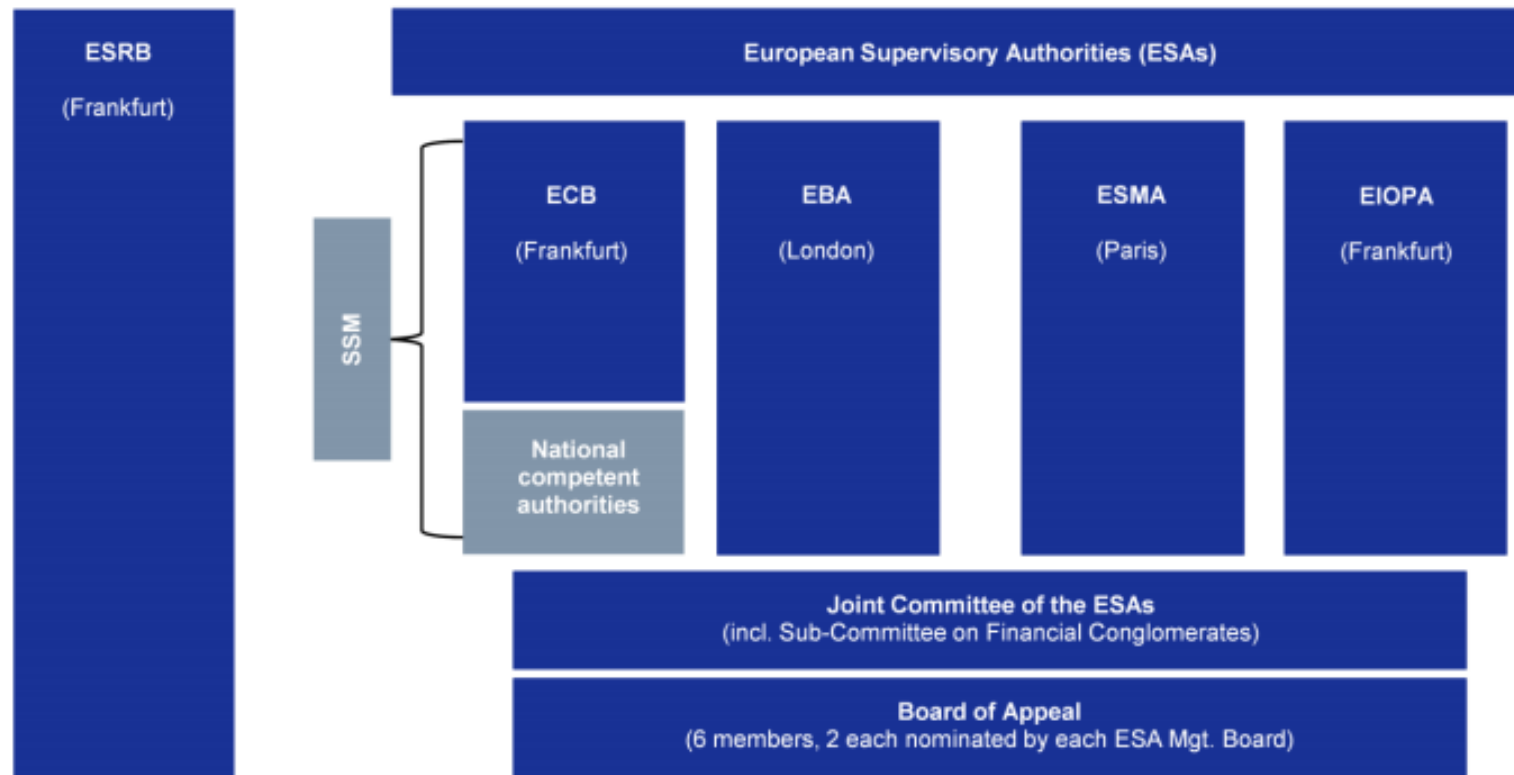 ESRB
(Frankfurt)
European Supervisory Authorities (ESAs)
SSM
ECB
(Frankfurt)
National
competent
authorities
EBA
(London)
ESMA
(Paris)
EIOPA
(Frankfurt)
Joint Committee of the ESAs
(incl. Sub-Committee on Financial Conglomerates)
Board of Appeal
(6 members, 2 each nominated by each ESA Mgt. Board)